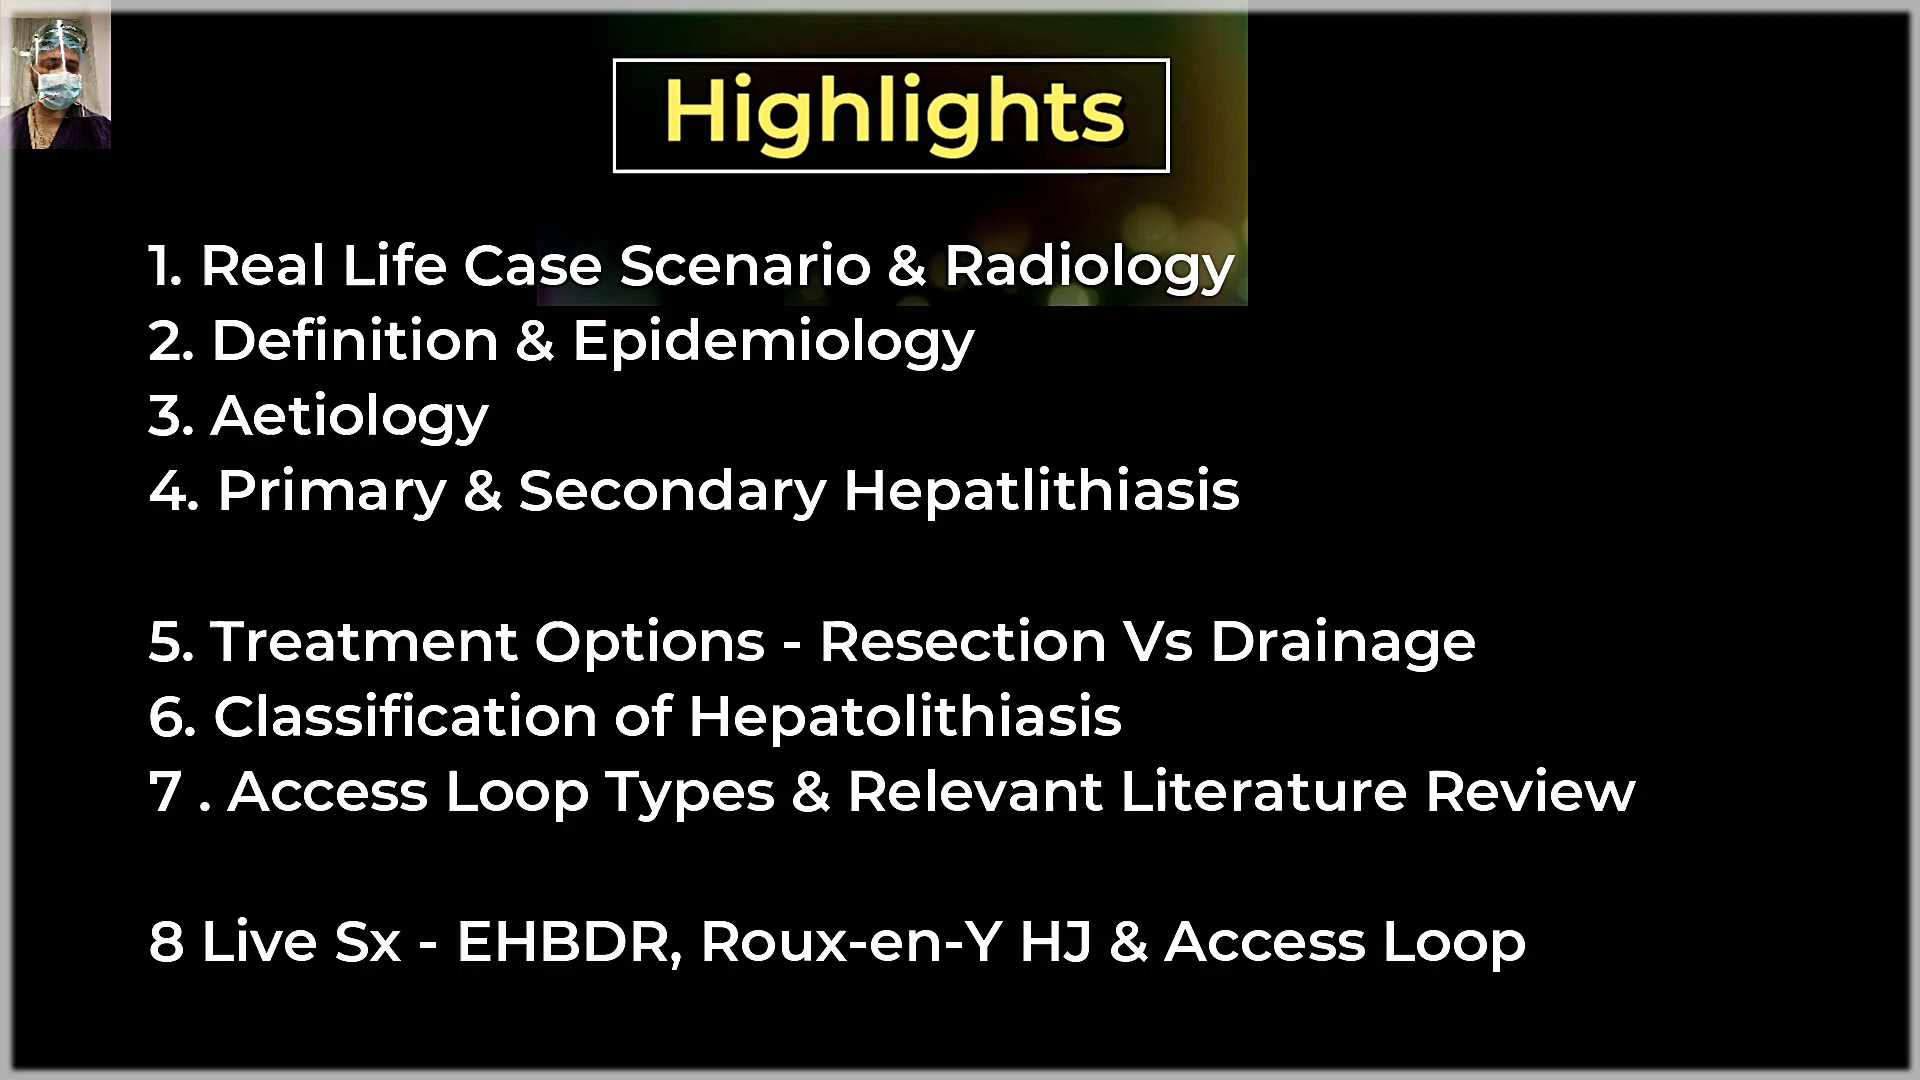 Highlights
1. Real Life Case Scenario & Radiology
2. Definition & Epidemiology
3. Aetiology
4. Primary & Secondary Hepatlithiasis
5. Treatment Options - Resection Vs Drainage
6. Classification of Hepatolithiasis
7 . Access Loop Types & Relevant Literature Review
8 Live Sx - EHBDR, Roux-en-Y HJ & Access Loop